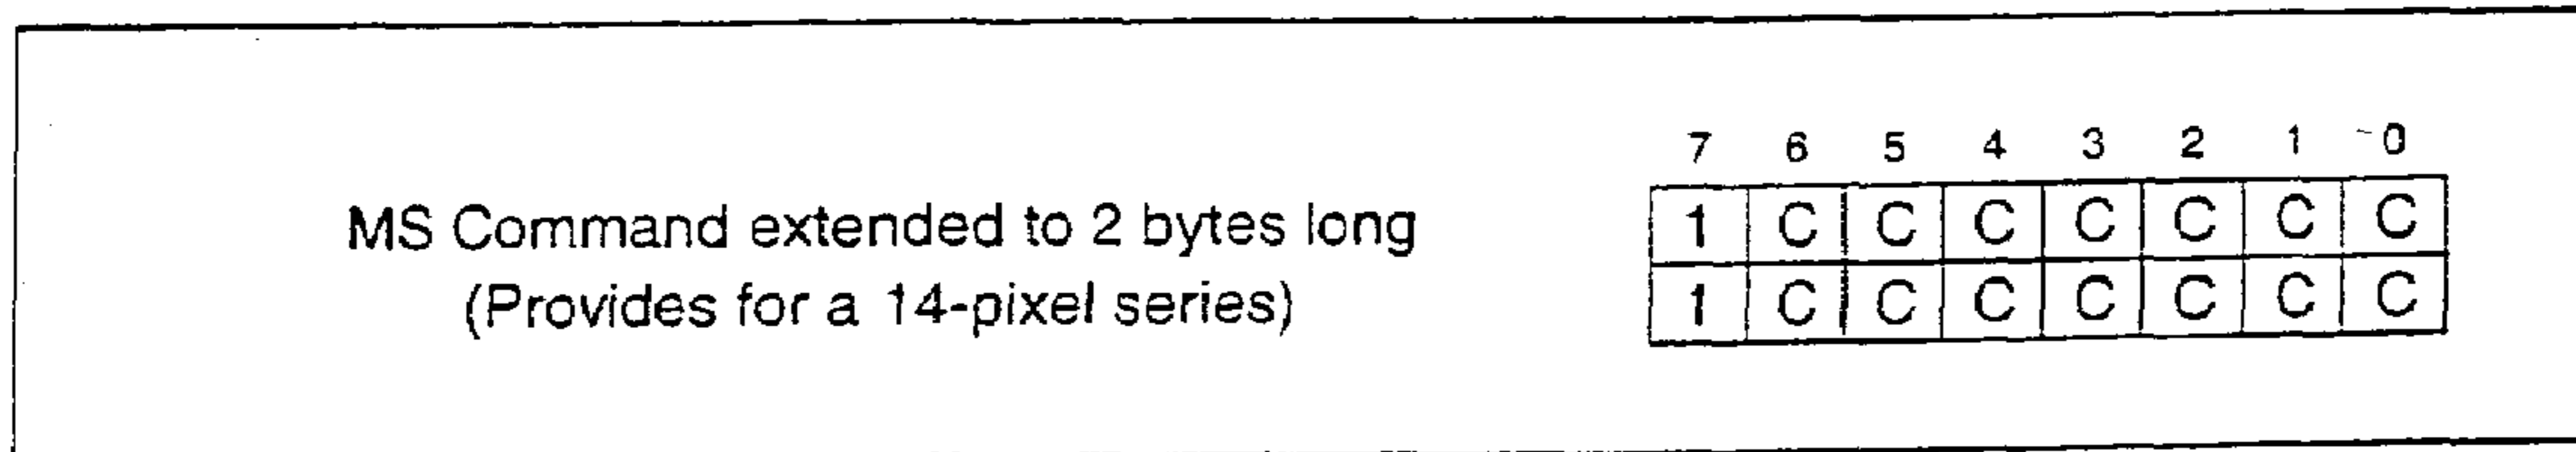 7 6 5 4 3 2 1 0
MS Command extended to 2 bytes long
1 C C C C C C C
(Provides for a 14-pixel series)
1 C C C C C C C